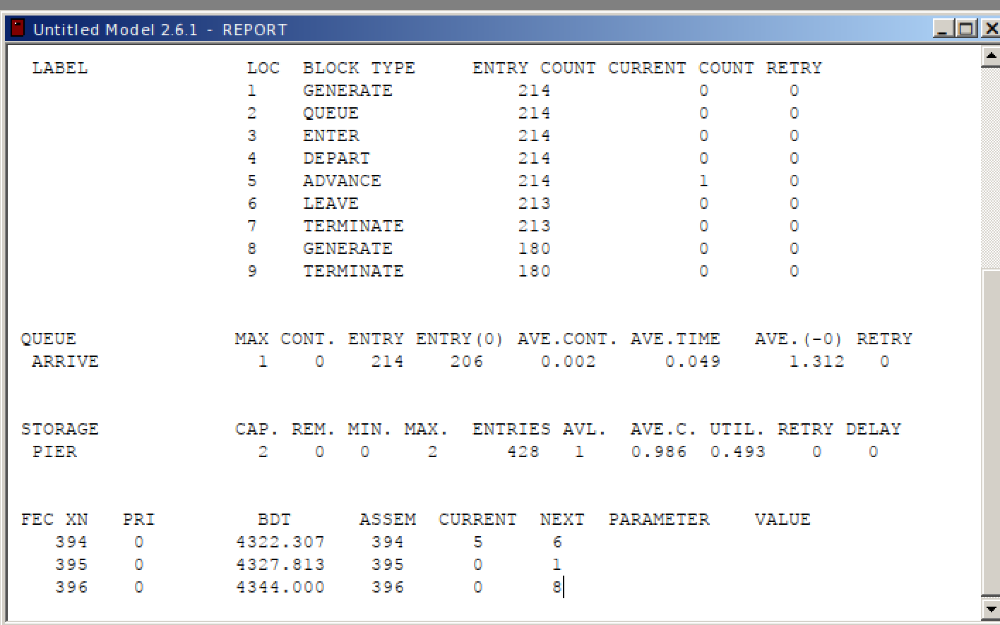 Untitled Model 2.6.1 - REPORT
LABEL LOC BLOCK TYPE ENTRY COUNT CURRENT COUNT RETRY
1 GENERATE 214 0 0
2 QUEUE 214 0 0
3 ENTER 214 0 0
4 DEPART 214 0 0
5 ADVANCE 214 1 0
6 LEAVE 213 0 0
7 TERMINATE 213 0 0
8 GENERATE 180 0 0
9 TERMINATE 180 0 0
QUEUE MAX CONT. ENTRY ENTRY(0) AVE.CONT. AVE.TIME AVE.(-0) RETRY
ARRIVE 1 0 214 206 0.002 0.049 1.312 0
STORAGE CAP. REM. MIN. MAX. ENTRIES AVL. AVE.C. UTIL. RETRY DELAY
PIER 2 0 0 2 428 1 0.986 0.493 0 0
FEC XN PRI BDT ASSEM CURRENT NEXT PARAMETER VALUE
394 0 4322.307 394 5 6
395 0 4327.813 395 0 1
396 0 4344.000 396 0 8